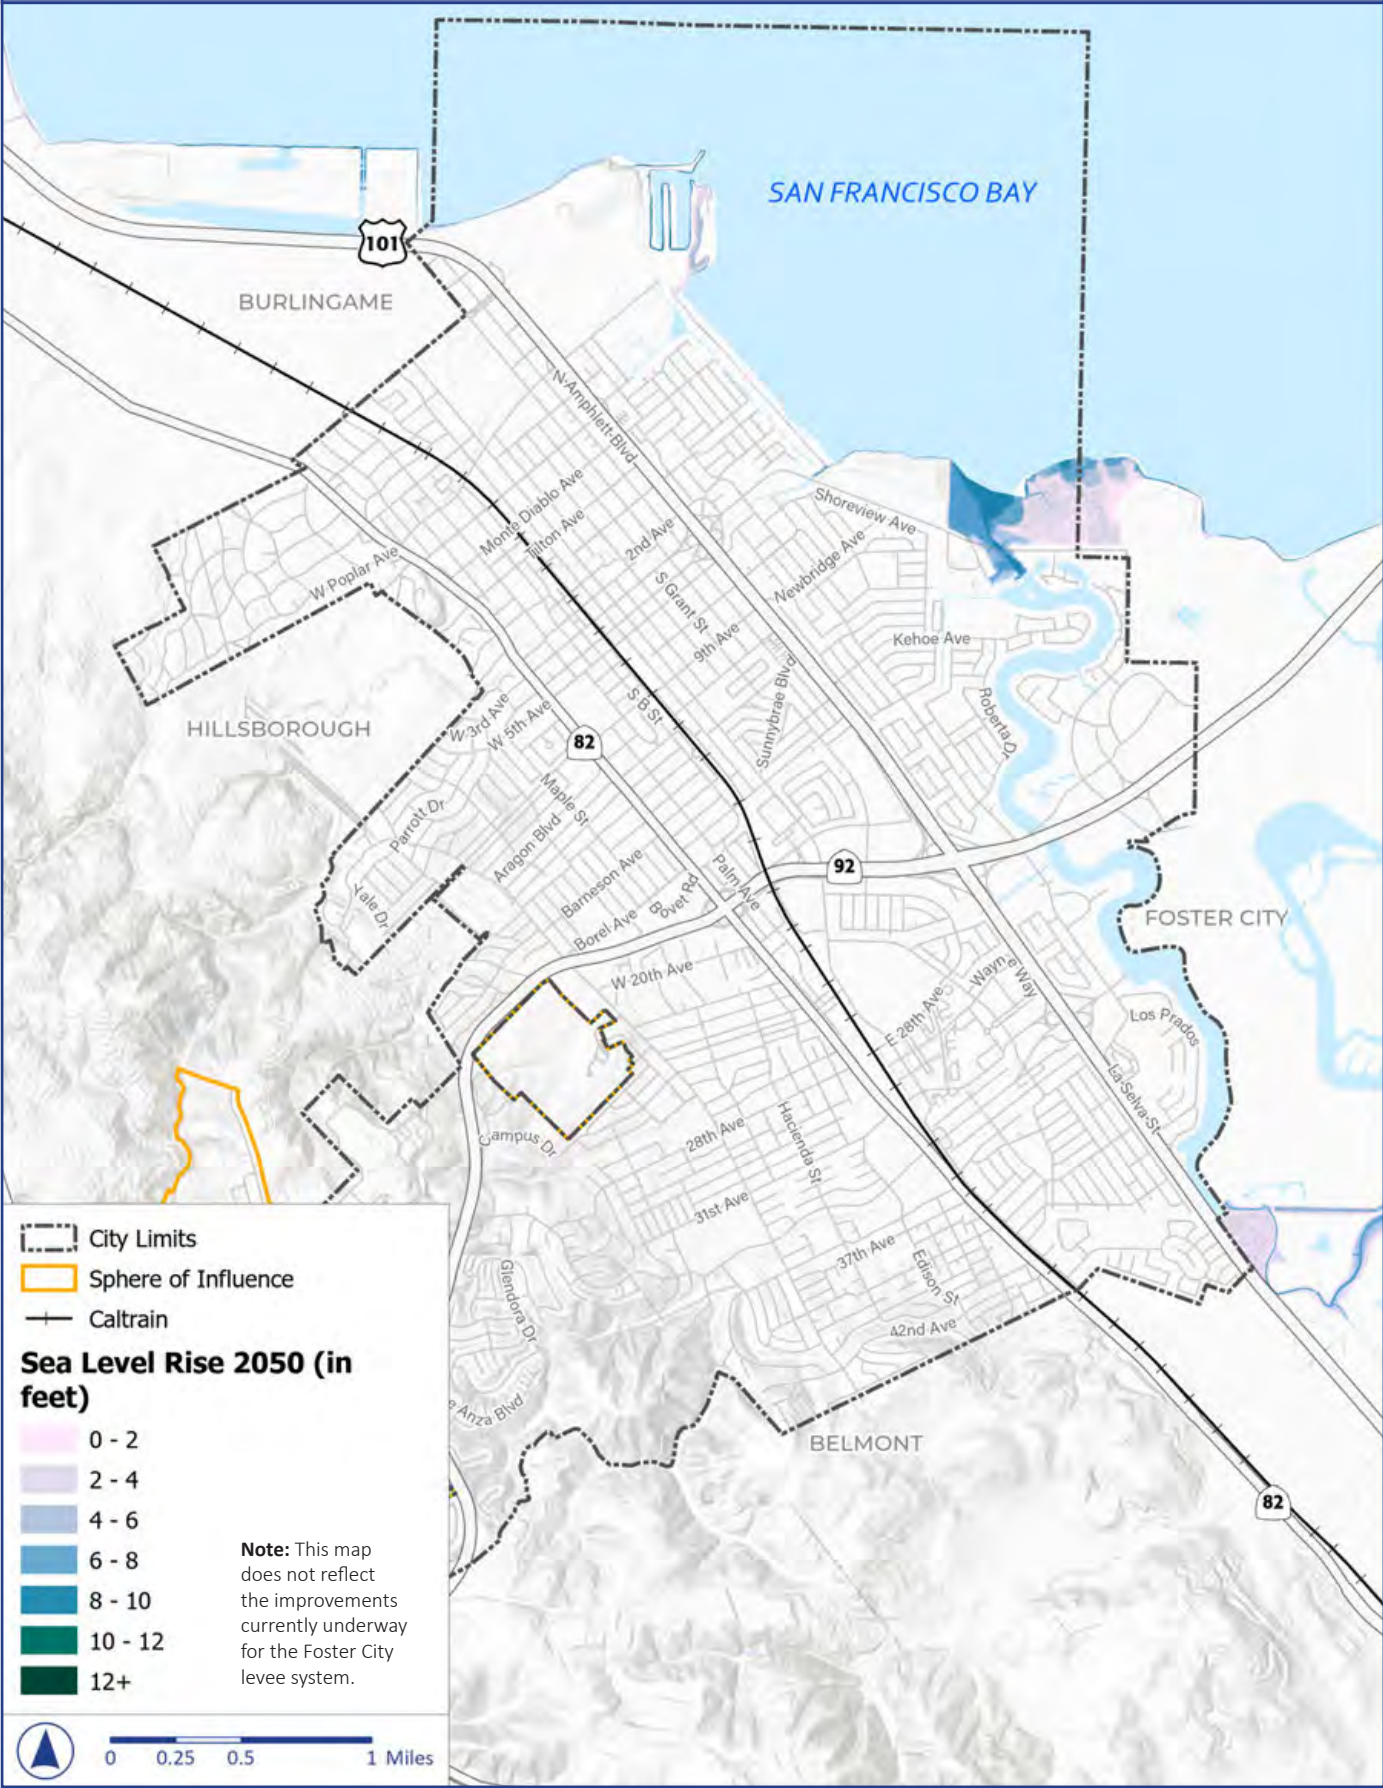 SAN FRANCISCO BAY
101
BURLINGAME
N Amphlett Blvd
Monte Diablo Ave
Tilton Ave
2nd Ave
Shoreview Ave
Newbridge Ave
W Poplar Ave
S Grant St
9th Ave
Kehoe Ave
Sunnybrae Blvd
Roberta Dr
HILLSBOROUGH
W 3rd Ave
W 5th Ave
S B St
82
Maple St
Parrott Dr
Aragon Blvd
Yale Dr
Barneson Ave
Bovet Rd
Palm Ave
92
Borel Ave
FOSTER CITY
W 20th Ave
Wayne Way
E 28th Ave
Los Prados
La Selva St
Campus Dr
28th Ave
Hacienda St
31st Ave
37th Ave
Edison St
Glendora Dr
42nd Ave
e Anza Blvd
BELMONT
82
City Limits
Sphere of Influence
Caltrain
Sea Level Rise 2050 (in
feet)
0 - 2
2 - 4
4 - 6
6 - 8
8 - 10
10 - 12
12+
Note: This map
does not reflect
the improvements
currently underway
for the Foster City
levee system.
0 0.25 0.5 1 Miles